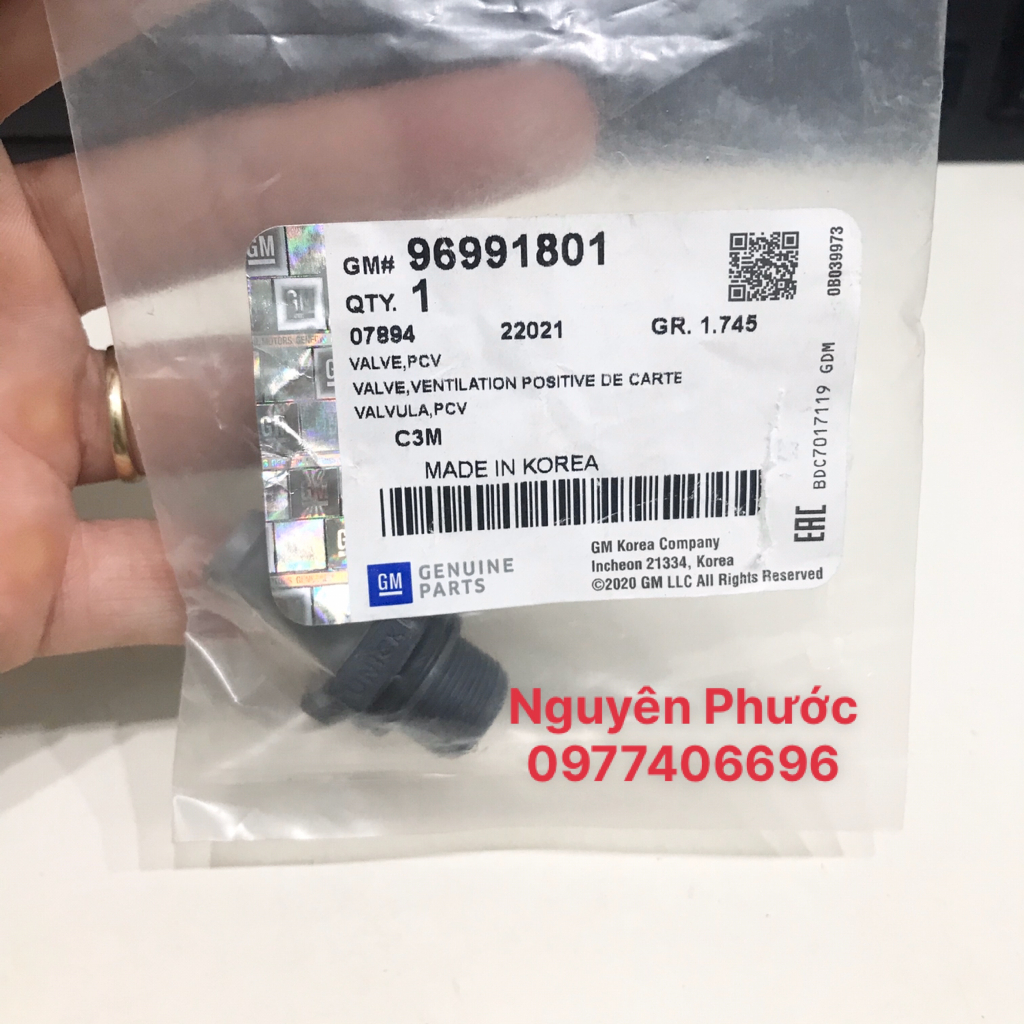 GM# 96991801
QTY. 1
07894 22021 GR. 1.745
VALVE,PCV
VALVE,VENTILATION POSITIVE DE CARTE
VALVULA,PCV
C3M
MADE IN KOREA
GM GENUINE PARTS
GM Korea Company
Incheon 21334, Korea
©2020 GM LLC All Rights Reserved
0B039973
BDC7017119 GDM
EAC
GM
Nguyên Phước
0977406696